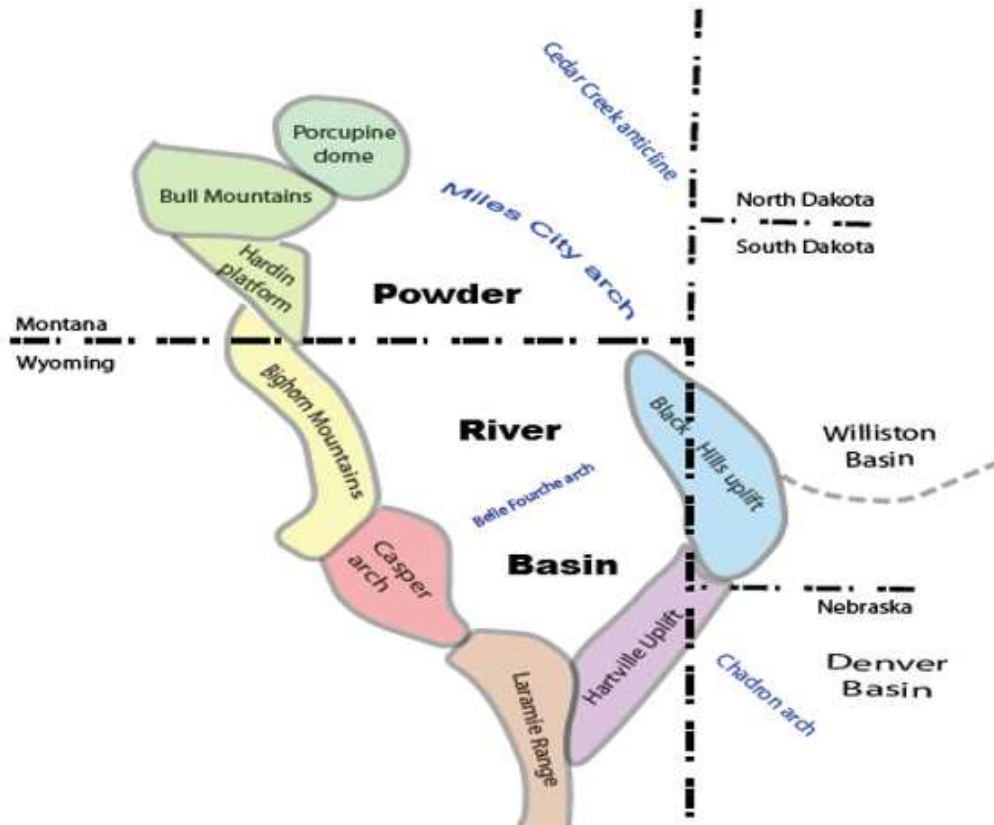 Cedar Creek anticline
Porcupine
dome
Bull Mountains
Miles City arch
North Dakota
South Dakota
Hardin
platform
Powder
Montana
Wyoming
Bighorn Mountains
River
Black Hills uplift
Williston
Basin
Belle Fourche arch
Casper
arch
Basin
Nebraska
Hartville Uplift
Laramie Range
Chadron arch
Denver
Basin